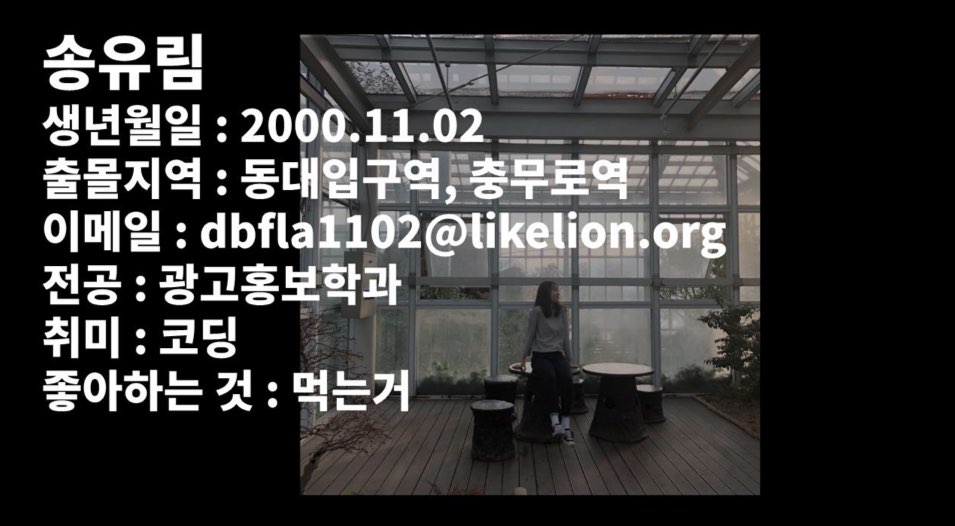 송유림
생년월일 : 2000.11.02
출몰지역 : 동대입구역, 충무로역
이메일 : dbfla1102@likelion.org
전공 : 광고홍보학과
취미 : 코딩
좋아하는 것 : 먹는거